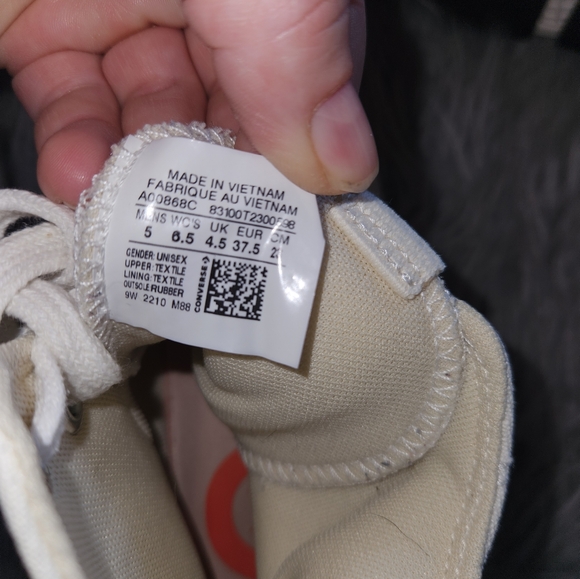 MADE IN VIETNAM
FABRIQUE AU VIETNAM
A00868C
MENS WO'S UK EUR CM
5 6.5 4.5 37.5
GENDER: UNISEX
UPPER: TEXTILE
LINING: TEXTILE
OUTSOLE: RUBBER
9W 2210 M88
CONVERSE